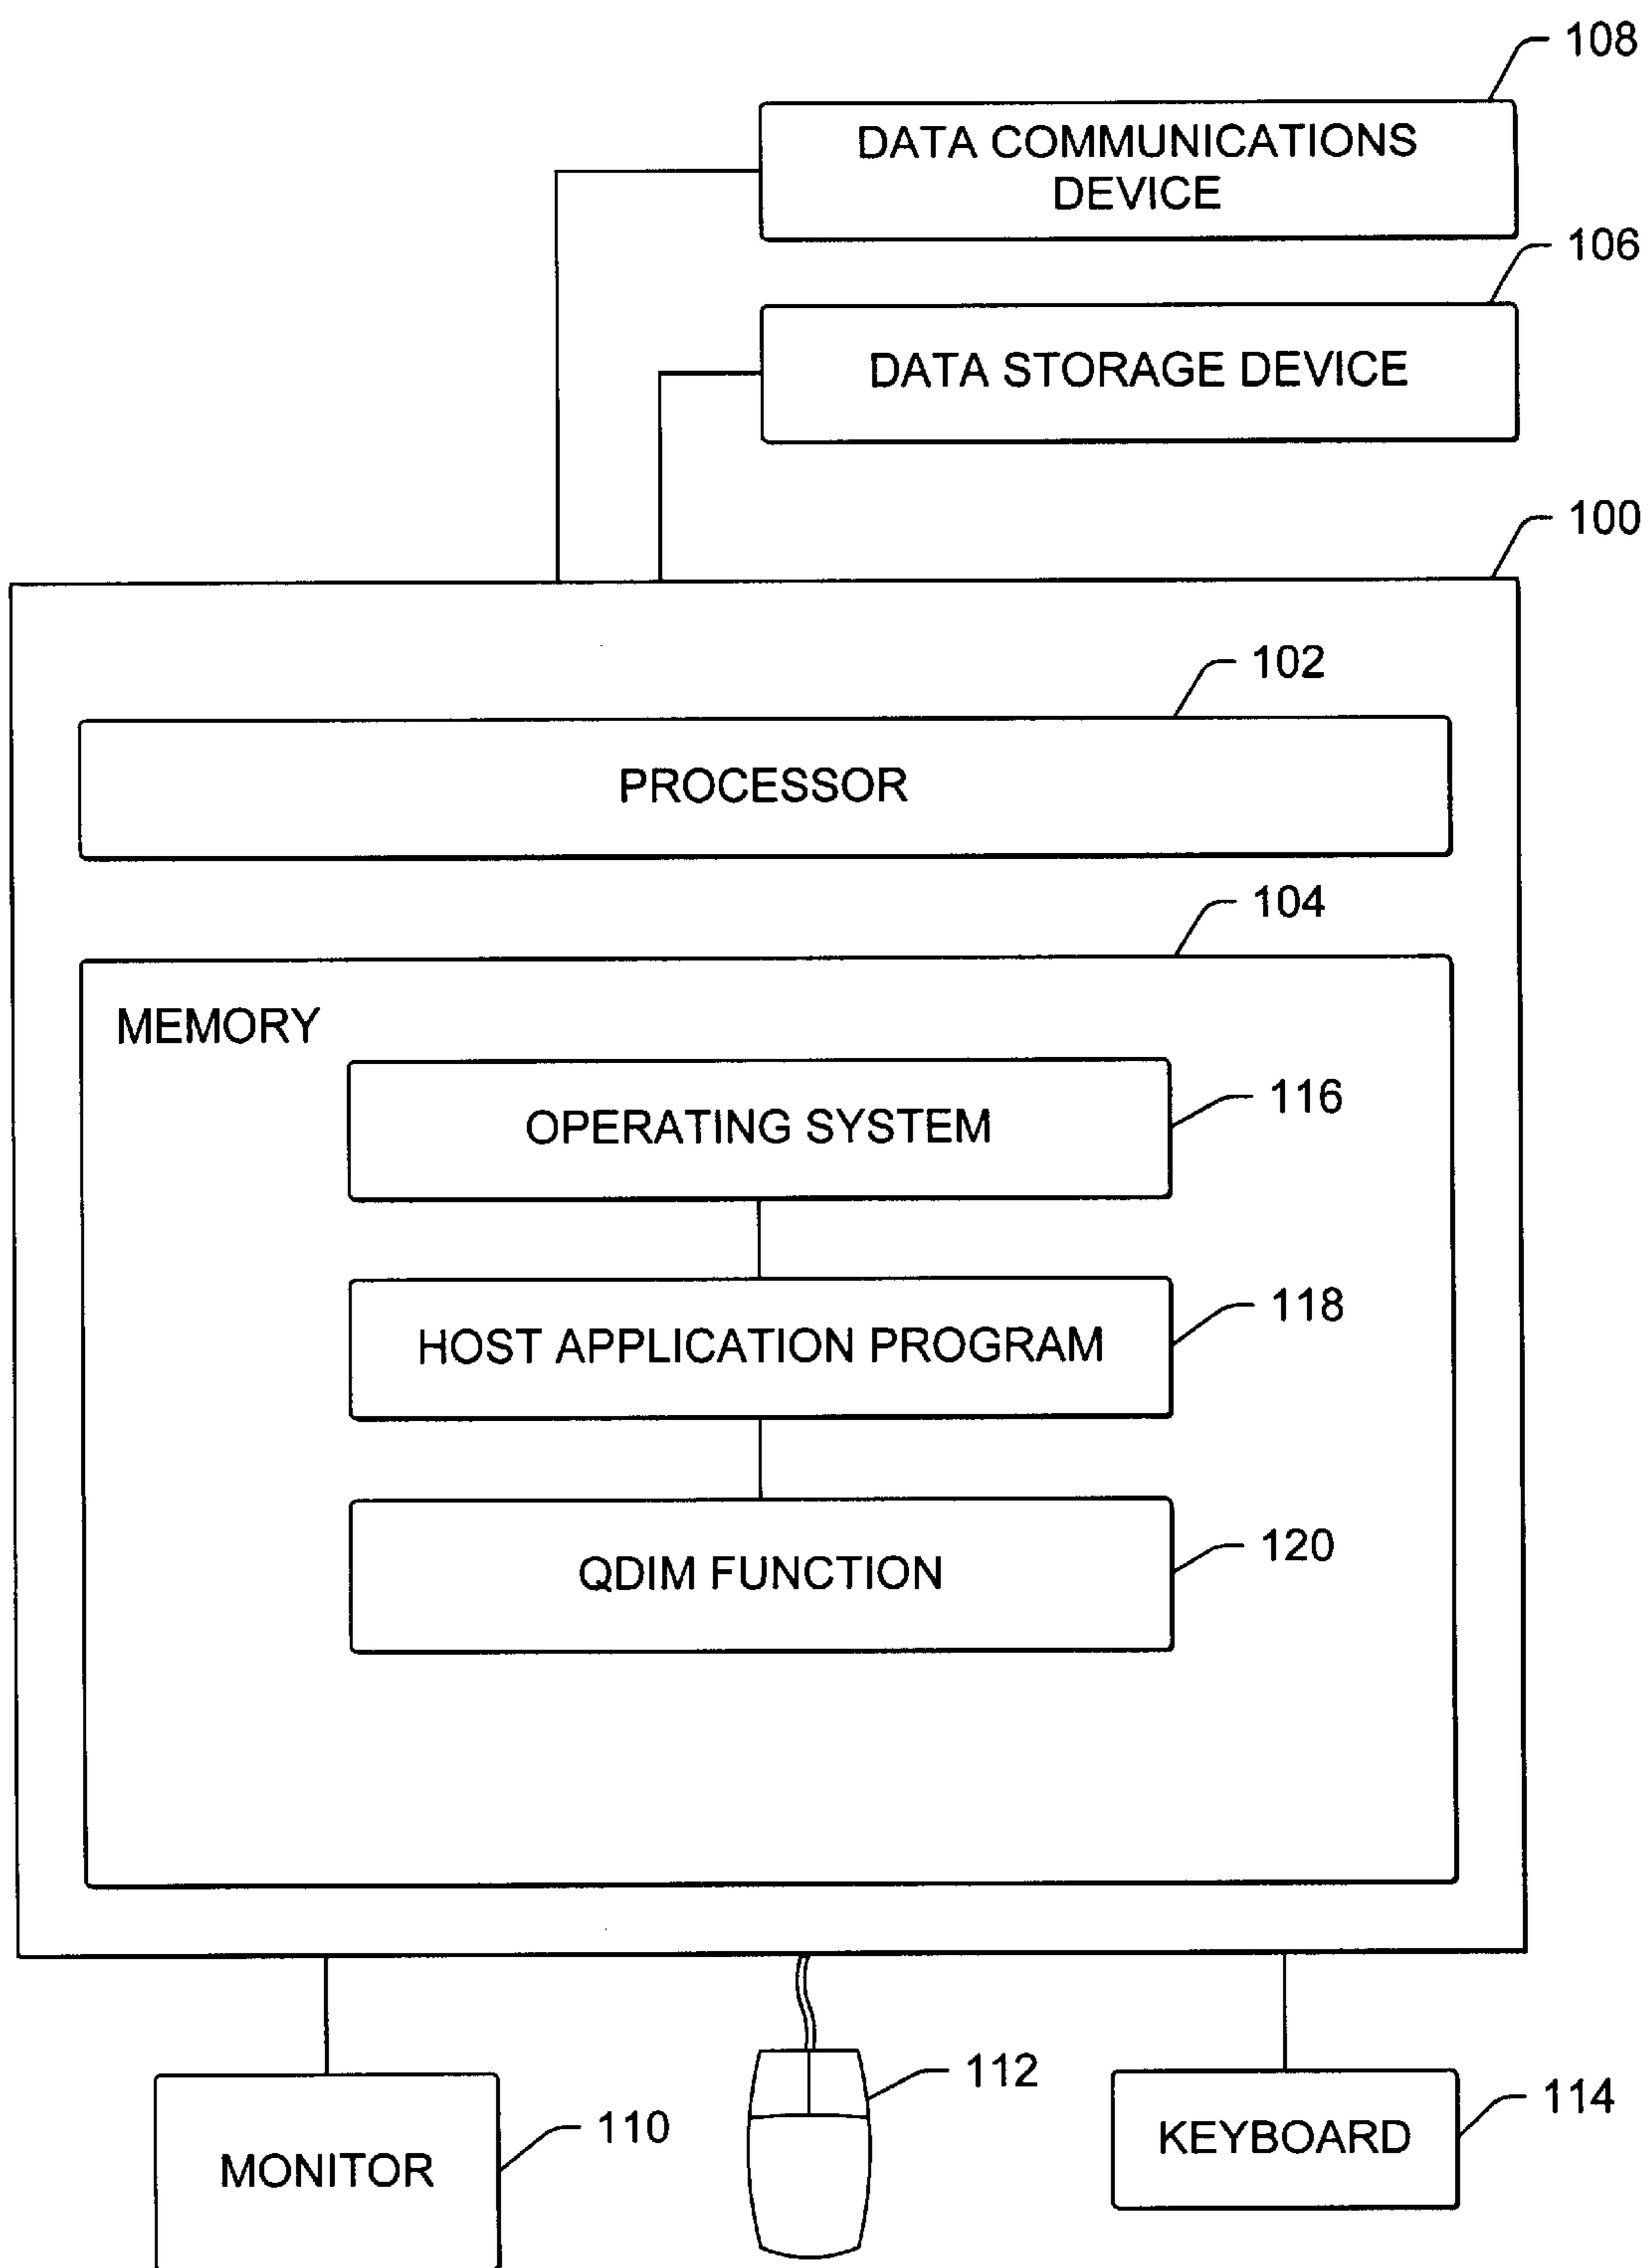 108
DATA COMMUNICATIONS
DEVICE
106
DATA STORAGE DEVICE
100
102
PROCESSOR
104
MEMORY
OPERATING SYSTEM
116
HOST APPLICATION PROGRAM
118
QDIM FUNCTION
120
MONITOR
110
112
KEYBOARD
114